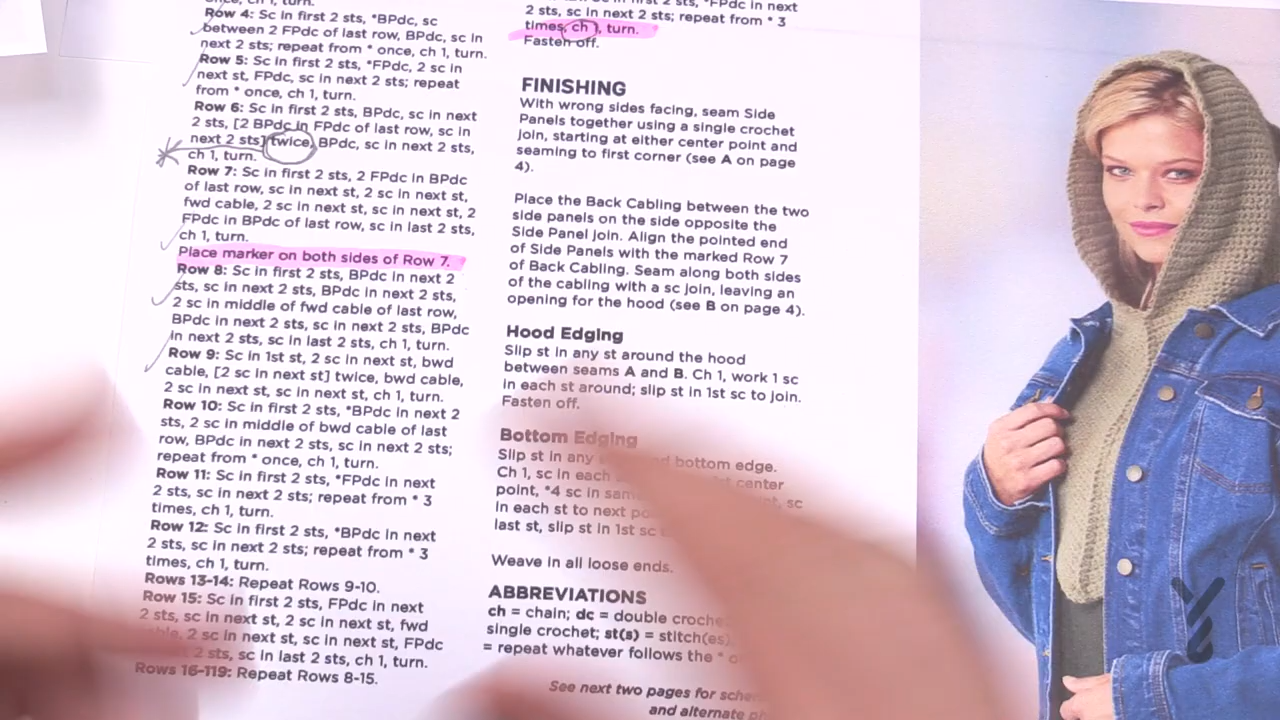 Row 4: Sc in first 2 sts, *BPdc, sc
between 2 FPdc of last row, BPdc, sc in
next 2 sts; repeat from * once, ch 1, turn.
Row 5: Sc in first 2 sts, *FPdc, 2 sc in
next st, FPdc, sc in next 2 sts; repeat
from * once, ch 1, turn.
Row 6: Sc in first 2 sts, BPdc, sc in next
2 sts, [2 BPdc in FPdc of last row, sc in
next 2 sts] twice, BPdc, sc in next 2 sts,
ch 1, turn.
Row 7: Sc in first 2 sts, 2 FPdc in BPdc
of last row, sc in next st, 2 sc in next st,
fwd cable, 2 sc in next st, sc in next st, 2
FPdc in BPdc of last row, sc in last 2 sts,
ch 1, turn.
Place marker on both sides of Row 7.
Row 8: Sc in first 2 sts, BPdc in next 2
sts, sc in next 2 sts, BPdc in next 2 sts,
2 sc in middle of fwd cable of last row,
BPdc in next 2 sts, sc in next 2 sts, BPdc
in next 2 sts, sc in last 2 sts, ch 1, turn.
Row 9: Sc in 1st st, 2 sc in next st, bwd
cable, [2 sc in next st] twice, bwd cable,
2 sc in next st, sc in next st, ch 1, turn.
Row 10: Sc in first 2 sts, *BPdc in next 2
sts, 2 sc in middle of bwd cable of last
row, BPdc in next 2 sts, sc in next 2 sts;
repeat from * once, ch 1, turn.
Row 11: Sc in first 2 sts, *FPdc in next
2 sts, sc in next 2 sts; repeat from * 3
times, ch 1, turn.
Row 12: Sc in first 2 sts, *BPdc in next
2 sts, sc in next 2 sts; repeat from * 3
times, ch 1, turn.
Rows 13-14: Repeat Rows 9-10.
Row 15: Sc in first 2 sts, FPdc in next
2 sts, sc in next st, 2 sc in next st, fwd
2 sc in next st, sc in next st, FPdc
2 sts, sc in last 2 sts, ch 1, turn.
Rows 16-119: Repeat Rows 8-15.
2 sts, sc in next 2 sts; repeat from * 3
times, ch 1, turn.
Fasten off.
FINISHING
With wrong sides facing, seam Side
Panels together using a single crochet
join, starting at either center point and
seaming to first corner (see A on page
4).
Place the Back Cabling between the two
side panels on the side opposite the
Side Panel join. Align the pointed end
of Side Panels with the marked Row 7
of Back Cabling. Seam along both sides
of the cabling with a sc join, leaving an
opening for the hood (see B on page 4).
Hood Edging
Slip st in any st around the hood
between seams A and B. Ch 1, work 1 sc
in each st around; slip st in 1st sc to join.
Fasten off.
Bottom Edging
Slip st in any bottom edge.
Ch 1, sc in each center
point, *4 sc in sc
in each st to next
last st, slip st in 1st sc
Weave in all loose ends.
ABBREVIATIONS
ch = chain; dc = double
single crochet; st(s) = stitch(es)
= repeat whatever follows the *
See next two pages for
and alternate